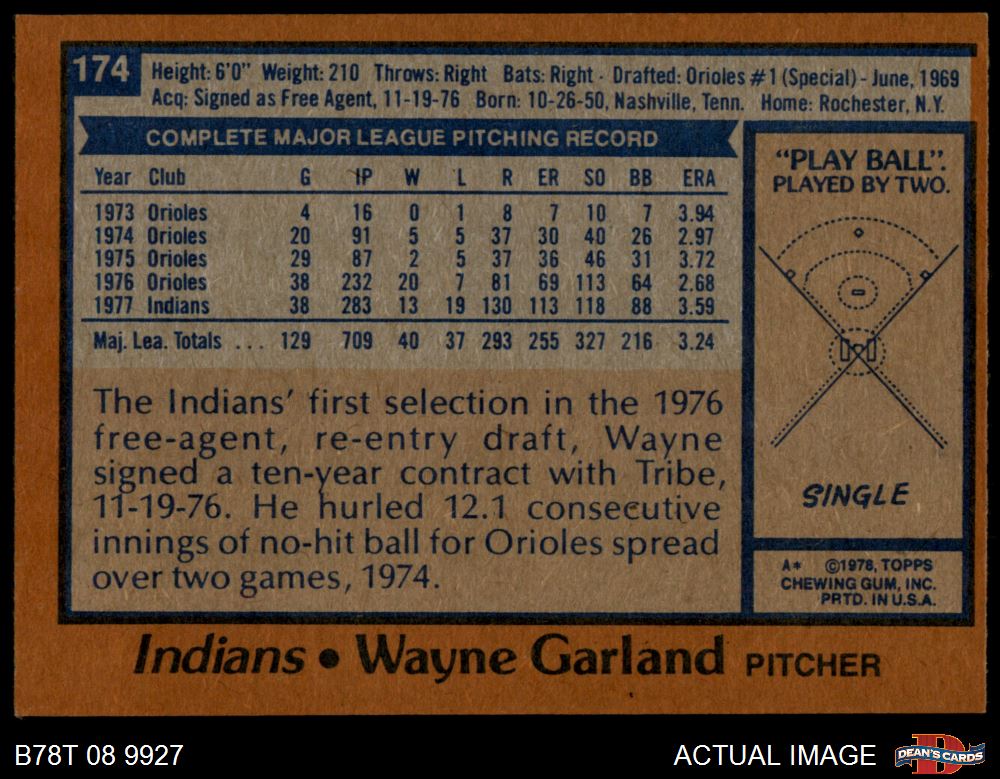 174
Height: 6'0" Weight: 210 Throws: Right Bats: Right - Drafted: Orioles #1 (Special) - June, 1969
Acq: Signed as Free Agent, 11-19-76 Born: 10-26-50, Nashville, Tenn. Home: Rochester, N.Y.
COMPLETE MAJOR LEAGUE PITCHING RECORD
Year Club G IP W L R ER SO BB ERA
1973 Orioles 4 16 0 1 8 7 10 7 3.94
1974 Orioles 20 91 5 5 37 30 40 26 2.97
1975 Orioles 29 87 2 5 37 36 46 31 3.72
1976 Orioles 38 232 20 7 81 69 113 64 2.68
1977 Indians 38 283 13 19 130 113 118 88 3.59
Maj. Lea. Totals ... 129 709 40 37 293 255 327 216 3.24
The Indians' first selection in the 1976
free-agent, re-entry draft, Wayne
signed a ten-year contract with Tribe,
11-19-76. He hurled 12.1 consecutive
innings of no-hit ball for Orioles spread
over two games, 1974.
"PLAY BALL".
PLAYED BY TWO.
SINGLE
A* ©1978, TOPPS
CHEWING GUM, INC.
PRTD. IN U.S.A.
Indians • Wayne Garland PITCHER
B78T 08 9927
ACTUAL IMAGE
D
DEAN'S CARDS